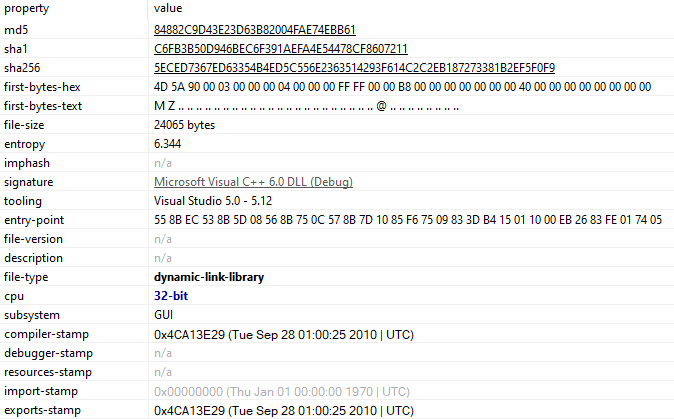 property value
md5 84882C9D43E23D63B82004FAE74EBB61
sha1 C6FB3B50D946BEC6F391AEFA4E54478CF8607211
sha256 5ECED7367ED63354B4ED5C556E2363514293F614C2C2EB187273381B2EF5F0F9
first-bytes-hex 4D 5A 90 00 03 00 00 00 04 00 00 00 FF FF 00 00 B8 00 00 00 00 00 00 00 40 00 00 00 00 00 00 00
first-bytes-text M Z .. .. .. .. .. .. .. .. .. .. .. .. .. .. .. .. .. .. .. .. .. .. @ .. .. .. .. .. .. ..
file-size 24065 bytes
entropy 6.344
imphash n/a
signature Microsoft Visual C++ 6.0 DLL (Debug)
tooling Visual Studio 5.0 - 5.12
entry-point 55 8B EC 53 8B 5D 08 56 8B 75 0C 57 8B 7D 10 85 F6 75 09 83 3D B4 15 01 10 00 EB 26 83 FE 01 74 05
file-version n/a
description n/a
file-type dynamic-link-library
cpu 32-bit
subsystem GUI
compiler-stamp 0x4CA13E29 (Tue Sep 28 01:00:25 2010 | UTC)
debugger-stamp n/a
resources-stamp n/a
import-stamp 0x00000000 (Thu Jan 01 00:00:00 1970 | UTC)
exports-stamp 0x4CA13E29 (Tue Sep 28 01:00:25 2010 | UTC)